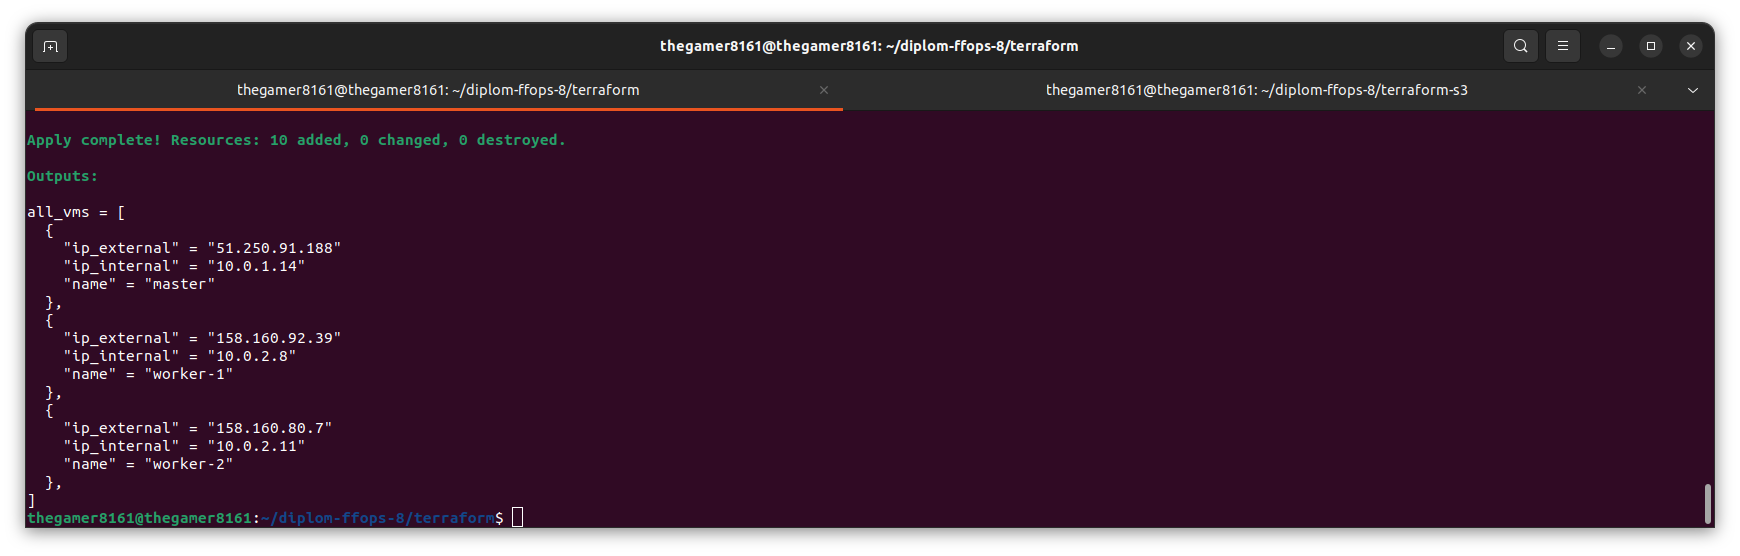 thegamer8161@thegamer8161: ~/diplom-ffops-8/terraform
thegamer8161@thegamer8161: ~/diplom-ffops-8/terraform
thegamer8161@thegamer8161: ~/diplom-ffops-8/terraform-s3
Apply complete! Resources: 10 added, 0 changed, 0 destroyed.
Outputs:
all_vms = [
  {
    "ip_external" = "51.250.91.188"
    "ip_internal" = "10.0.1.14"
    "name" = "master"
  },
  {
    "ip_external" = "158.160.92.39"
    "ip_internal" = "10.0.2.8"
    "name" = "worker-1"
  },
  {
    "ip_external" = "158.160.80.7"
    "ip_internal" = "10.0.2.11"
    "name" = "worker-2"
  },
]
thegamer8161@thegamer8161:~/diplom-ffops-8/terraform$